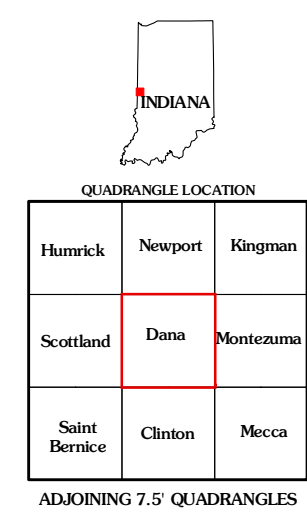 INDIANA
QUADRANGLE LOCATION
Humrick
Newport
Kingman
Scottland
Dana
Montezuma
Saint
Bernice
Clinton
Mecca
ADJOINING 7.5' QUADRANGLES